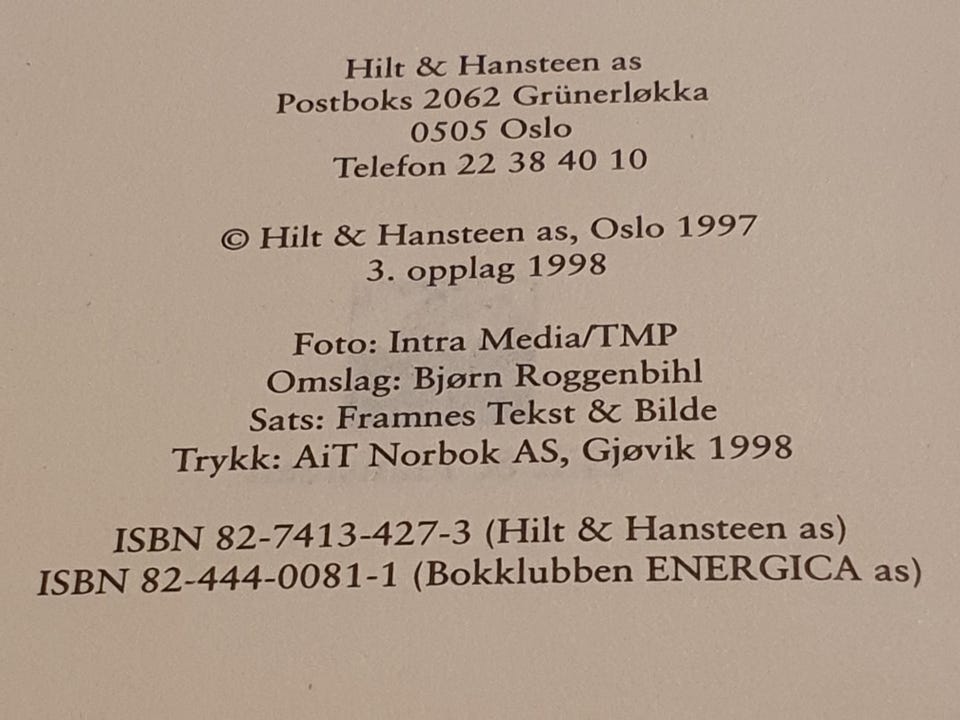 Hilt & Hansteen as
Postboks 2062 Grünerløkka
0505 Oslo
Telefon 22 38 40 10
© Hilt & Hansteen as, Oslo 1997
3. opplag 1998
Foto: Intra Media/TMP
Omslag: Bjørn Roggenbihl
Sats: Framnes Tekst & Bilde
Trykk: AiT Norbok AS, Gjøvik 1998
ISBN 82-7413-427-3 (Hilt & Hansteen as)
ISBN 82-444-0081-1 (Bokklubben ENERGICA as)